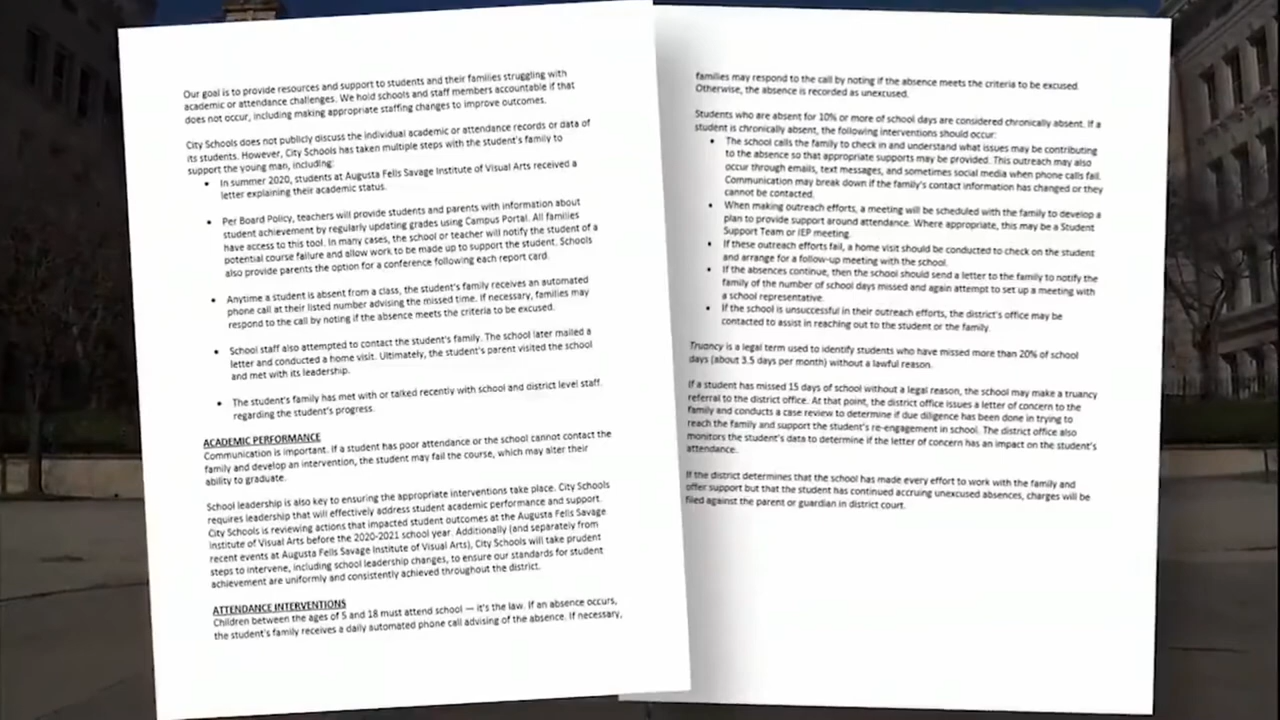 Our goal is to provide resources and support to students and their families struggling with
academic or attendance challenges. We hold schools and staff members accountable if that
does not occur, including making appropriate staffing changes to improve outcomes.
City Schools does not publicly discuss the individual academic or attendance records or data of
its students. However, City Schools has taken multiple steps with the student's family to
support the young man, including:
• In summer 2020, students at Augusta Fells Savage Institute of Visual Arts received a
letter explaining their academic status.
• Per Board Policy, teachers will provide students and parents with information about
student achievement by regularly updating grades using Campus Portal. All families
have access to this tool. In many cases, the school or teacher will notify the student of a
potential course failure and allow work to be made up to support the student. Schools
also provide parents the option for a conference following each report card.
• Anytime a student is absent from a class, the student's family receives an automated
phone call at their listed number advising the missed time. If necessary, families may
respond to the call by noting if the absence meets the criteria to be excused.
• School staff also attempted to contact the student's family. The school later mailed a
letter and conducted a home visit. Ultimately, the student's parent visited the school
and met with its leadership.
• The student's family has met with or talked recently with school and district level staff.
regarding the student's progress.
ACADEMIC PERFORMANCE
Communication is important. If a student has poor attendance or the school cannot contact the
family and develop an intervention, the student may fail the course, which may alter their
ability to graduate.
School leadership is also key to ensuring the appropriate interventions take place. City Schools
requires leadership that will effectively address student academic performance and support.
City Schools is reviewing actions that impacted student outcomes at the Augusta Fells Savage
Institute of Visual Arts before the 2020-2021 school year. Additionally (and separately from
recent events at Augusta Fells Savage Institute of Visual Arts), City Schools will take prudent
steps to intervene, including school leadership changes, to ensure our standards for student
achievement are uniformly and consistently achieved throughout the district.
ATTENDANCE INTERVENTIONS
Children between the ages of 5 and 18 must attend school — it's the law. If an absence occurs,
the student's family receives a daily automated phone call advising of the absence. If necessary,
families may respond to the call by noting if the absence meets the criteria to be excused.
Otherwise, the absence is recorded as unexcused.
Students who are absent for 10% or more of school days are considered chronically absent. If a
student is chronically absent, the following interventions should occur:
• The school calls the family to check in and understand what issues may be contributing
to the absence so that appropriate supports may be provided. This outreach may also
occur through emails, text messages, and sometimes social media when phone calls fail.
Communication may break down if the family's contact information has changed or they
cannot be contacted.
• When making outreach efforts, a meeting will be scheduled with the family to develop a
plan to provide support around attendance. Where appropriate, this may be a Student
Support Team or IEP meeting.
• If these outreach efforts fail, a home visit should be conducted to check on the student
and arrange for a follow-up meeting with the school.
• If the absences continue, then the school should send a letter to the family to notify the
family of the number of school days missed and again attempt to set up a meeting with
a school representative.
• If the school is unsuccessful in their outreach efforts, the district's office may be
contacted to assist in reaching out to the student or the family.
Truancy is a legal term used to identify students who have missed more than 20% of school
days (about 3.5 days per month) without a lawful reason.
If a student has missed 15 days of school without a legal reason, the school may make a truancy
referral to the district office. At that point, the district office issues a letter of concern to the
family and conducts a case review to determine if due diligence has been done in trying to
reach the family and support the student's re-engagement in school. The district office also
monitors the student's data to determine if the letter of concern has an impact on the student's
attendance.
If the district determines that the school has made every effort to work with the family and
offer support but that the student has continued accruing unexcused absences, charges will be
filed against the parent or guardian in district court.